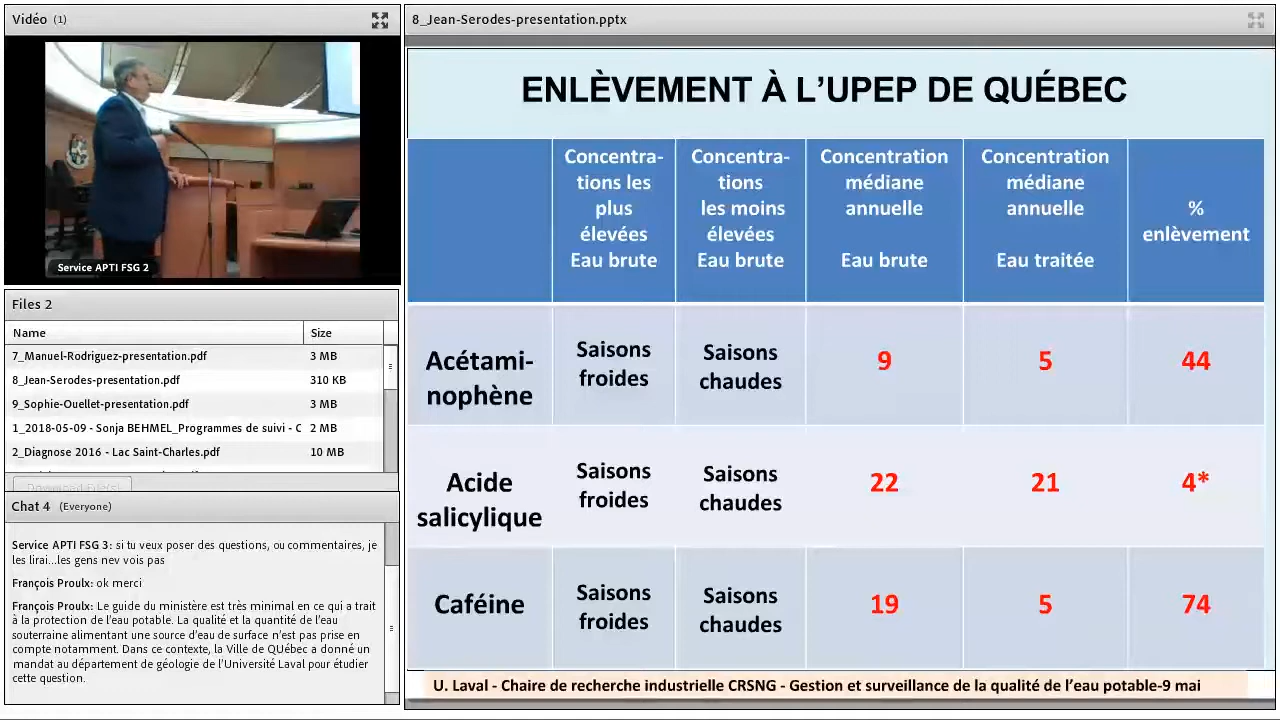 Vidéo (1)
Service APTI FSG 2
Files 2
Name Size
7_Manuel-Rodriguez-presentation.pdf 3 MB
8_Jean-Serodes-presentation.pdf 310 KB
9_Sophie-Ouellet-presentation.pdf 3 MB
1_2018-05-09 - Sonja BEHMEL_Programmes de suivi - C 2 MB
2_Diagnose 2016 - Lac Saint-Charles.pdf 10 MB
Download File(s)
Chat 4 (Everyone)
Service APTI FSG 3: si tu veux poser des questions, ou commentaires, je
les lirai...les gens nev vois pas
François Proulx: ok merci
François Proulx: Le guide du ministère est très minimal en ce qui a trait
à la protection de l'eau potable. La qualité et la quantité de l'eau
souterraine alimentant une source d'eau de surface n'est pas prise en
compte notamment. Dans ce contexte, la Ville de QUébec a donné un
mandat au département de géologie de l'Université Laval pour étudier
cette question.
8_Jean-Serodes-presentation.pptx
ENLÈVEMENT À L'UPEP DE QUÉBEC
Concentra-
tions les
plus
élevées
Eau brute
Concentra-
tions
les moins
élevées
Eau brute
Concentration
médiane
annuelle
Eau brute
Concentration
médiane
annuelle
Eau traitée
%
enlèvement
Acétami-
nophène
Saisons
froides
Saisons
chaudes
9
5
44
Acide
salicylique
Saisons
froides
Saisons
chaudes
22
21
4*
Caféine
Saisons
froides
Saisons
chaudes
19
5
74
U. Laval - Chaire de recherche industrielle CRSNG - Gestion et surveillance de la qualité de l'eau potable-9 mai